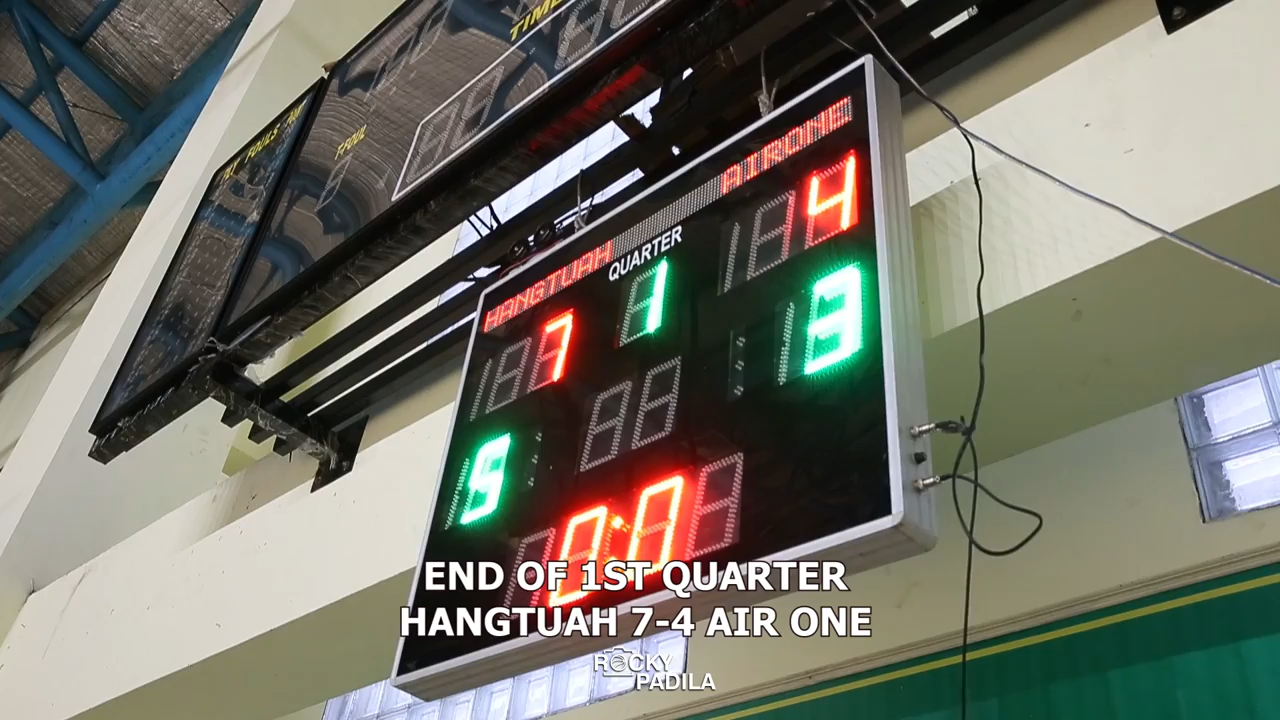 TIME
T-FOUL
AIRONE
4
HANGTUAH
QUARTER
7
1
3
5
0:0
END OF 1ST QUARTER
HANGTUAH 7-4 AIR ONE
ROCKY
PADILA